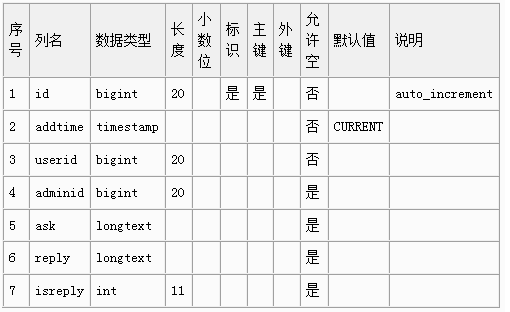 序号 列名 数据类型 长度 小数位 标识 主键 外键 允许空 默认值 说明
1 id bigint 20 是 是 否 auto_increment
2 addtime timestamp 否 CURRENT
3 userid bigint 20 否
4 adminid bigint 20 是
5 ask longtext 是
6 reply longtext 是
7 isreply int 11 是